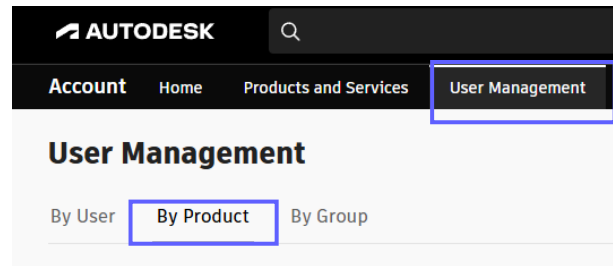 AUTODESK
Account Home Products and Services User Management
User Management
By User By Product By Group